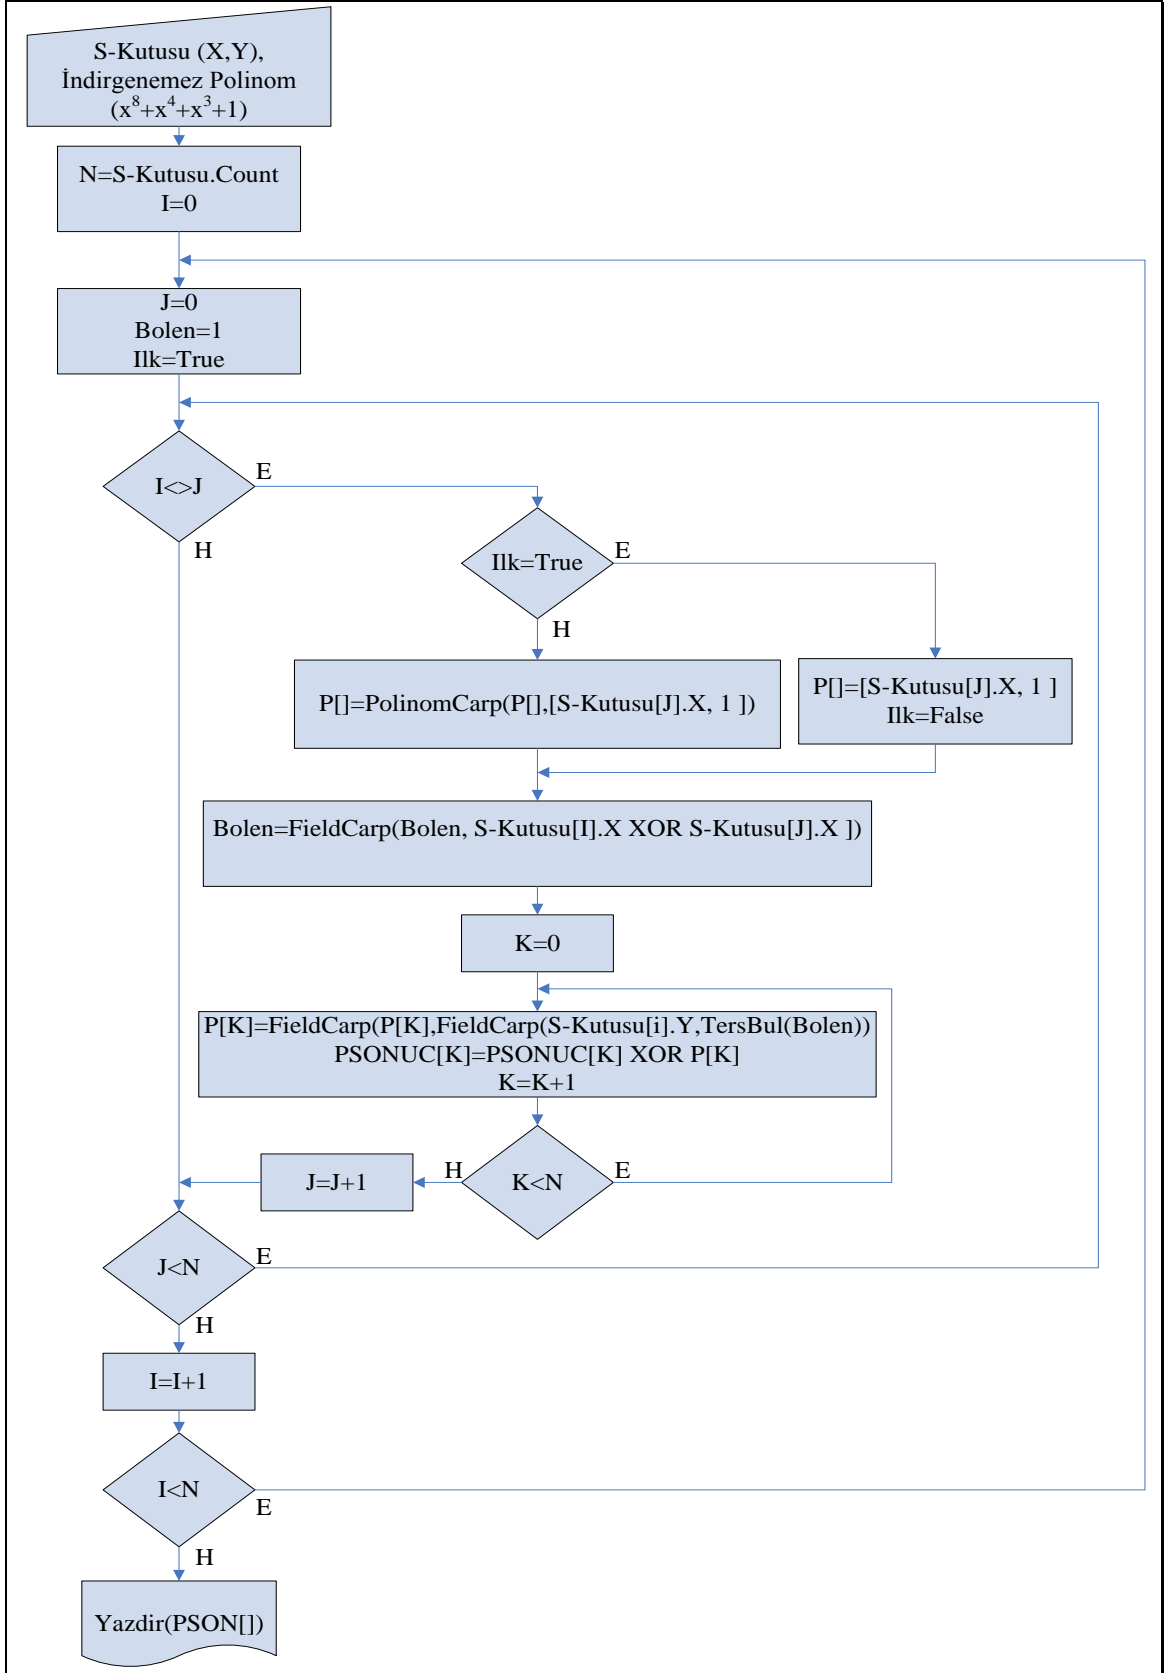 S-Kutusu (X,Y),
İndirgenemez Polinom
(x⁸+x⁴+x³+1)
N=S-Kutusu.Count
I=0
J=0
Bolen=1
Ilk=True
I<>J
E
H
Ilk=True
E
H
P[]=PolinomCarp(P[],[S-Kutusu[J].X, 1 ])
P[]=[S-Kutusu[J].X, 1 ]
Ilk=False
Bolen=FieldCarp(Bolen, S-Kutusu[I].X XOR S-Kutusu[J].X ])
K=0
P[K]=FieldCarp(P[K],FieldCarp(S-Kutusu[i].Y,TersBul(Bolen))
PSONUC[K]=PSONUC[K] XOR P[K]
K=K+1
K<N
H
E
J=J+1
J<N
E
H
I=I+1
I<N
E
H
Yazdir(PSON[])